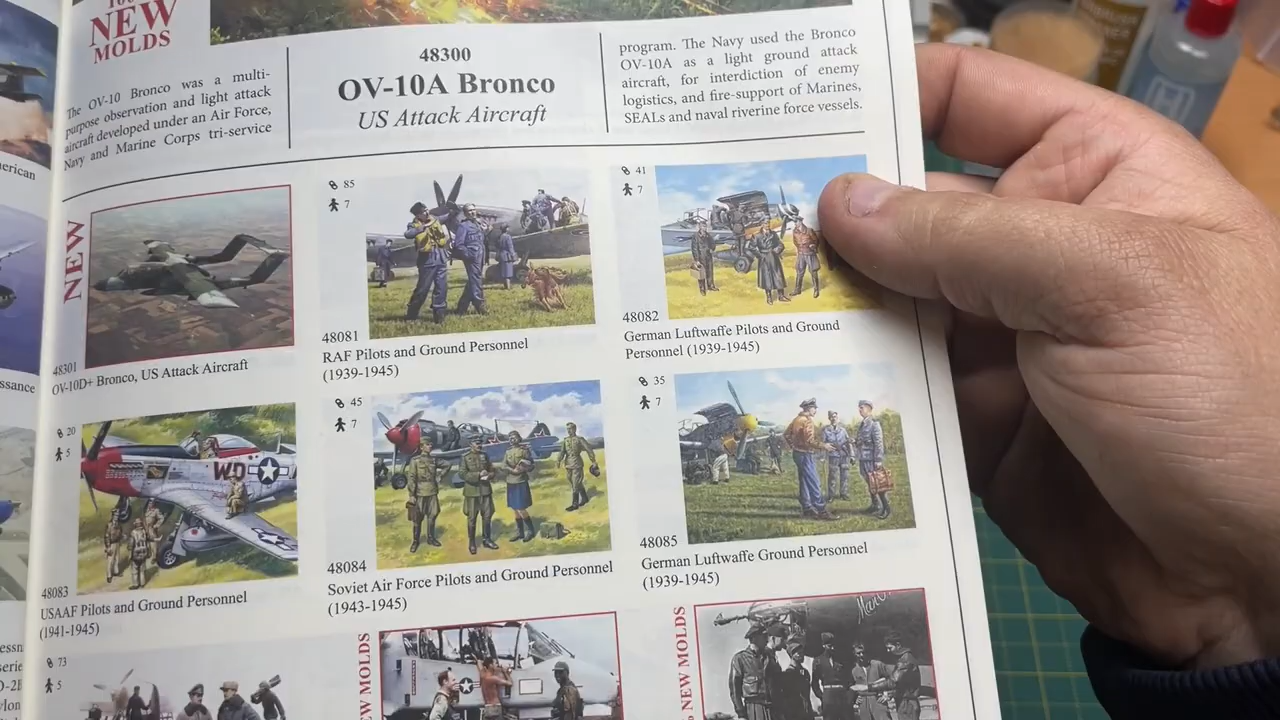 NEW
MOLDS
The OV-10 Bronco was a multi-
purpose observation and light attack
aircraft developed under an Air Force,
Navy and Marine Corps tri-service
48300
OV-10A Bronco
US Attack Aircraft
program. The Navy used the Bronco
OV-10A as a light ground attack
aircraft, for interdiction of enemy
logistics, and fire-support of Marines,
SEALs and naval riverine force vessels.
NEW
48301
OV-10D+ Bronco, US Attack Aircraft
85
7
48081
RAF Pilots and Ground Personnel
(1939-1945)
41
7
48082
German Luftwaffe Pilots and Ground
Personnel (1939-1945)
20
5
WD
48083
USAAF Pilots and Ground Personnel
(1941-1945)
45
7
48084
Soviet Air Force Pilots and Ground Personnel
(1943-1945)
35
7
48085
German Luftwaffe Ground Personnel
(1939-1945)
73
5
MOLDS
NEW MOLDS